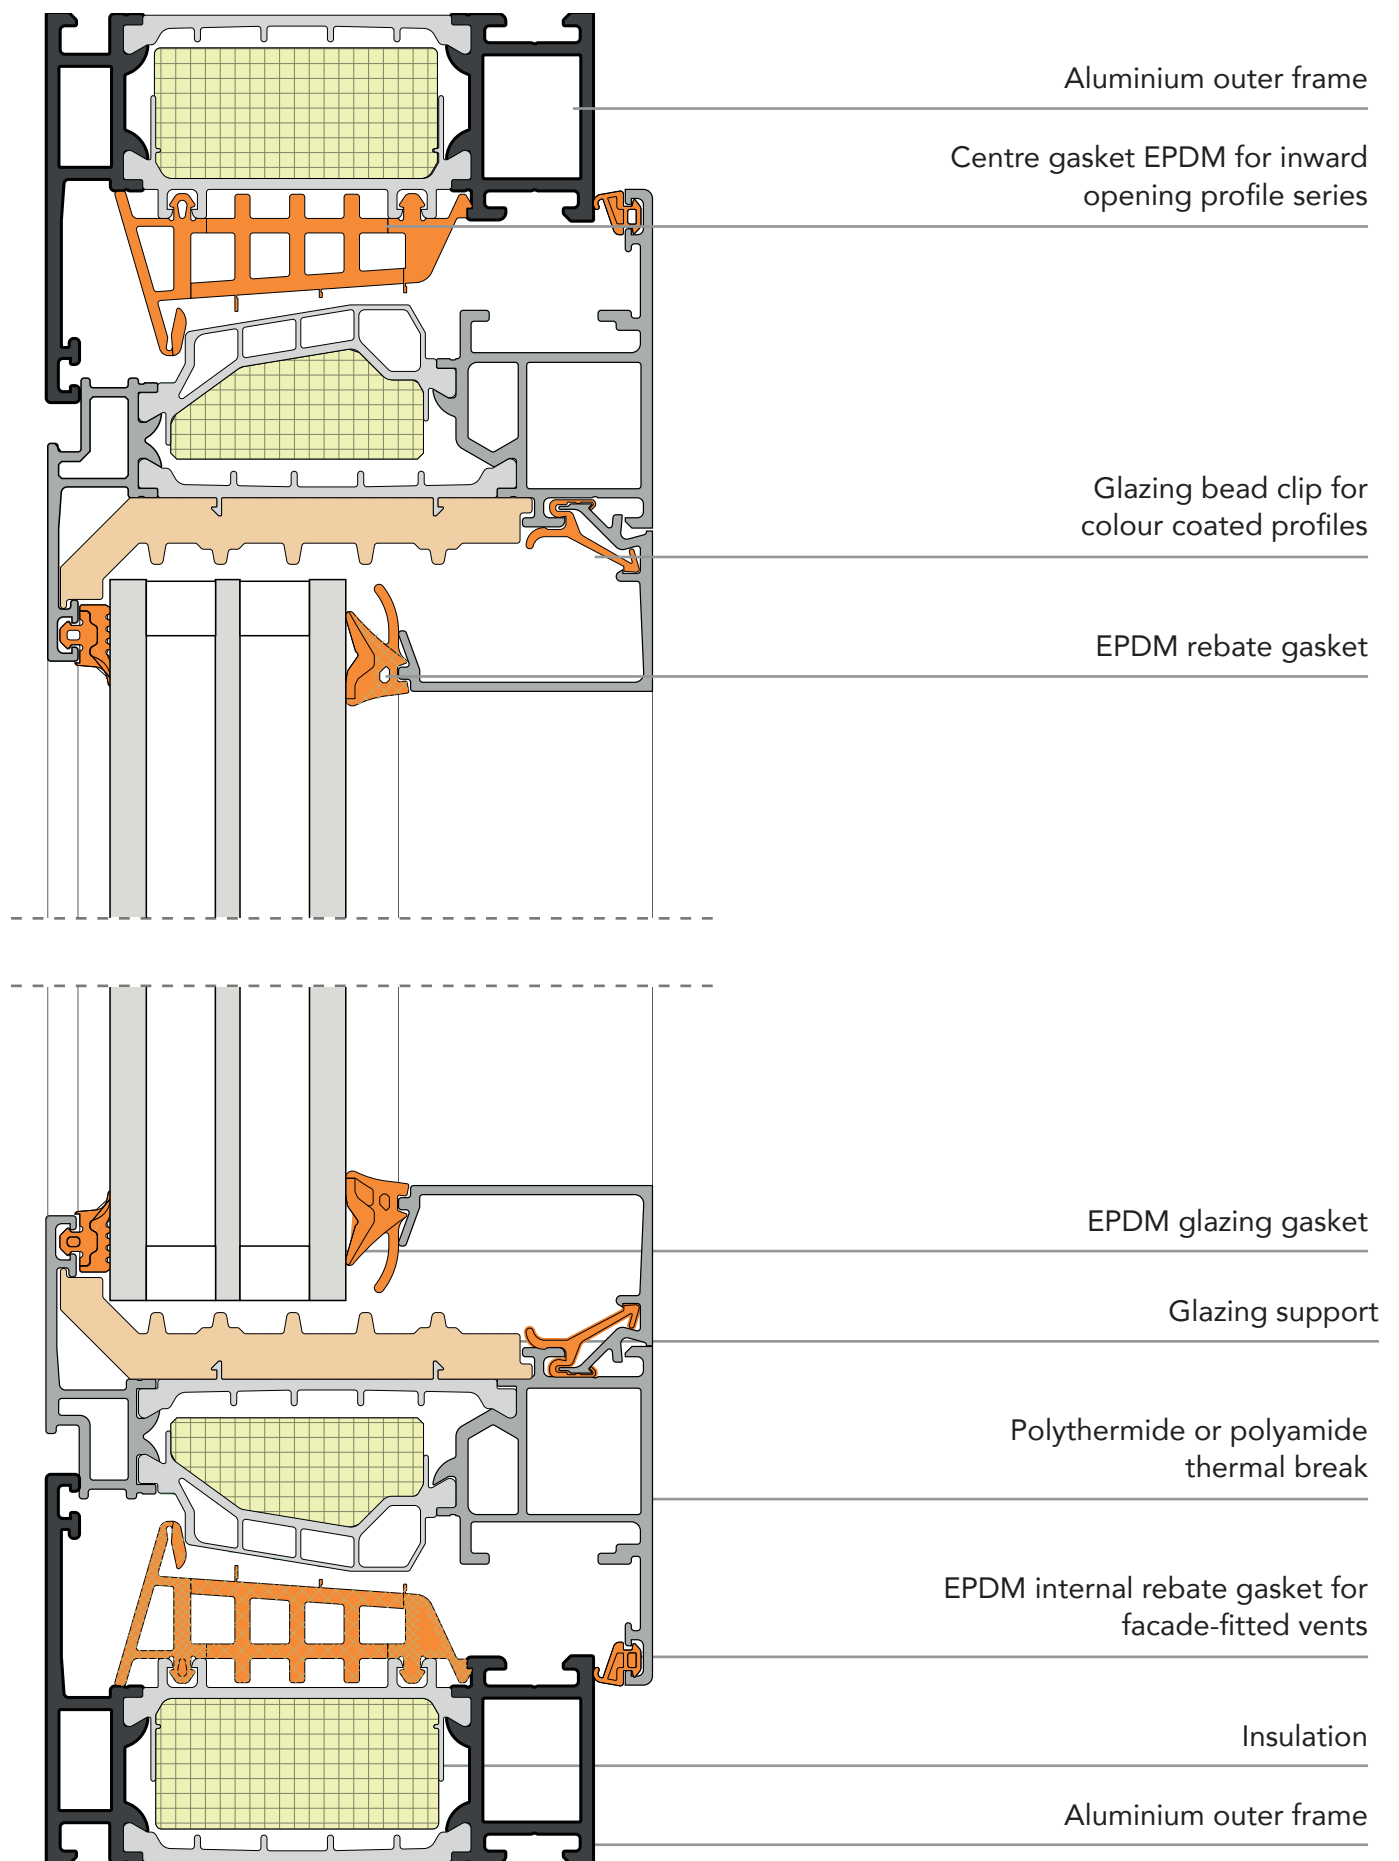 Aluminium outer frame
Centre gasket EPDM for inward
opening profile series
Glazing bead clip for
colour coated profiles
EPDM rebate gasket
EPDM glazing gasket
Glazing support
Polythermide or polyamide
thermal break
EPDM internal rebate gasket for
facade-fitted vents
Insulation
Aluminium outer frame